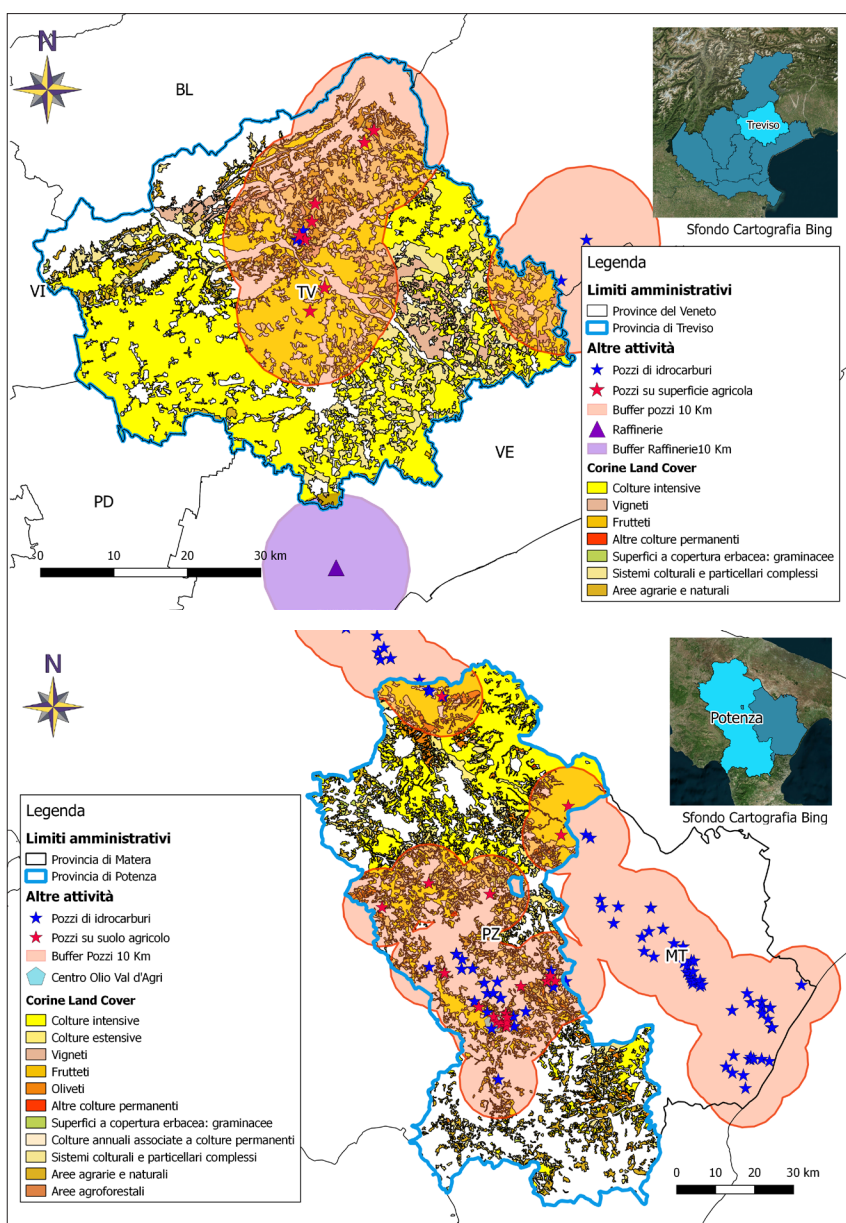 N
BL
Treviso
Sfondo Cartografia Bing
VI
TV
VE
PD
0 10 20 30 km
Legenda
Limiti amministrativi
Province del Veneto
Provincia di Treviso
Altre attività
Pozzi di idrocarburi
Pozzi su superficie agricola
Buffer pozzi 10 Km
Raffinerie
Buffer Raffinerie10 Km
Corine Land Cover
Colture intensive
Vigneti
Frutteti
Altre colture permanenti
Superfici a copertura erbacea: graminacee
Sistemi colturali e particellari complessi
Aree agrarie e naturali
N
Potenza
Sfondo Cartografia Bing
PZ
MT
Legenda
Limiti amministrativi
Provincia di Matera
Provincia di Potenza
Altre attività
Pozzi di idrocarburi
Pozzi su suolo agricolo
Buffer Pozzi 10 Km
Centro Olio Val d'Agri
Corine Land Cover
Colture intensive
Colture estensive
Vigneti
Frutteti
Oliveti
Altre colture permanenti
Superfici a copertura erbacea: graminacee
Colture annuali associate a colture permanenti
Sistemi colturali e particellari complessi
Aree agrarie e naturali
Aree agroforestali
0 10 20 30 km